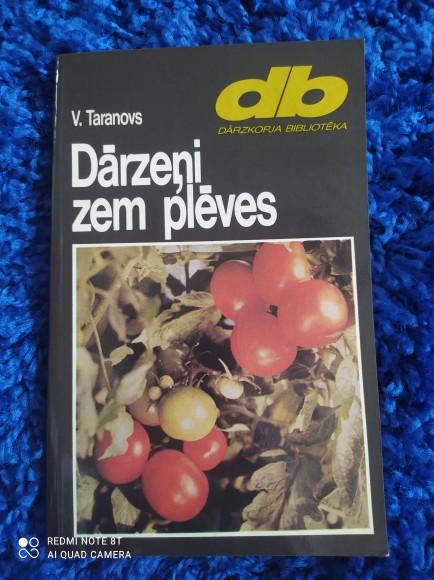 db
DĀRZKOPJA BIBLIOTĒKA
V. Taranovs
Dārzeņi
zem plēves
REDMI NOTE 8T
AI QUAD CAMERA